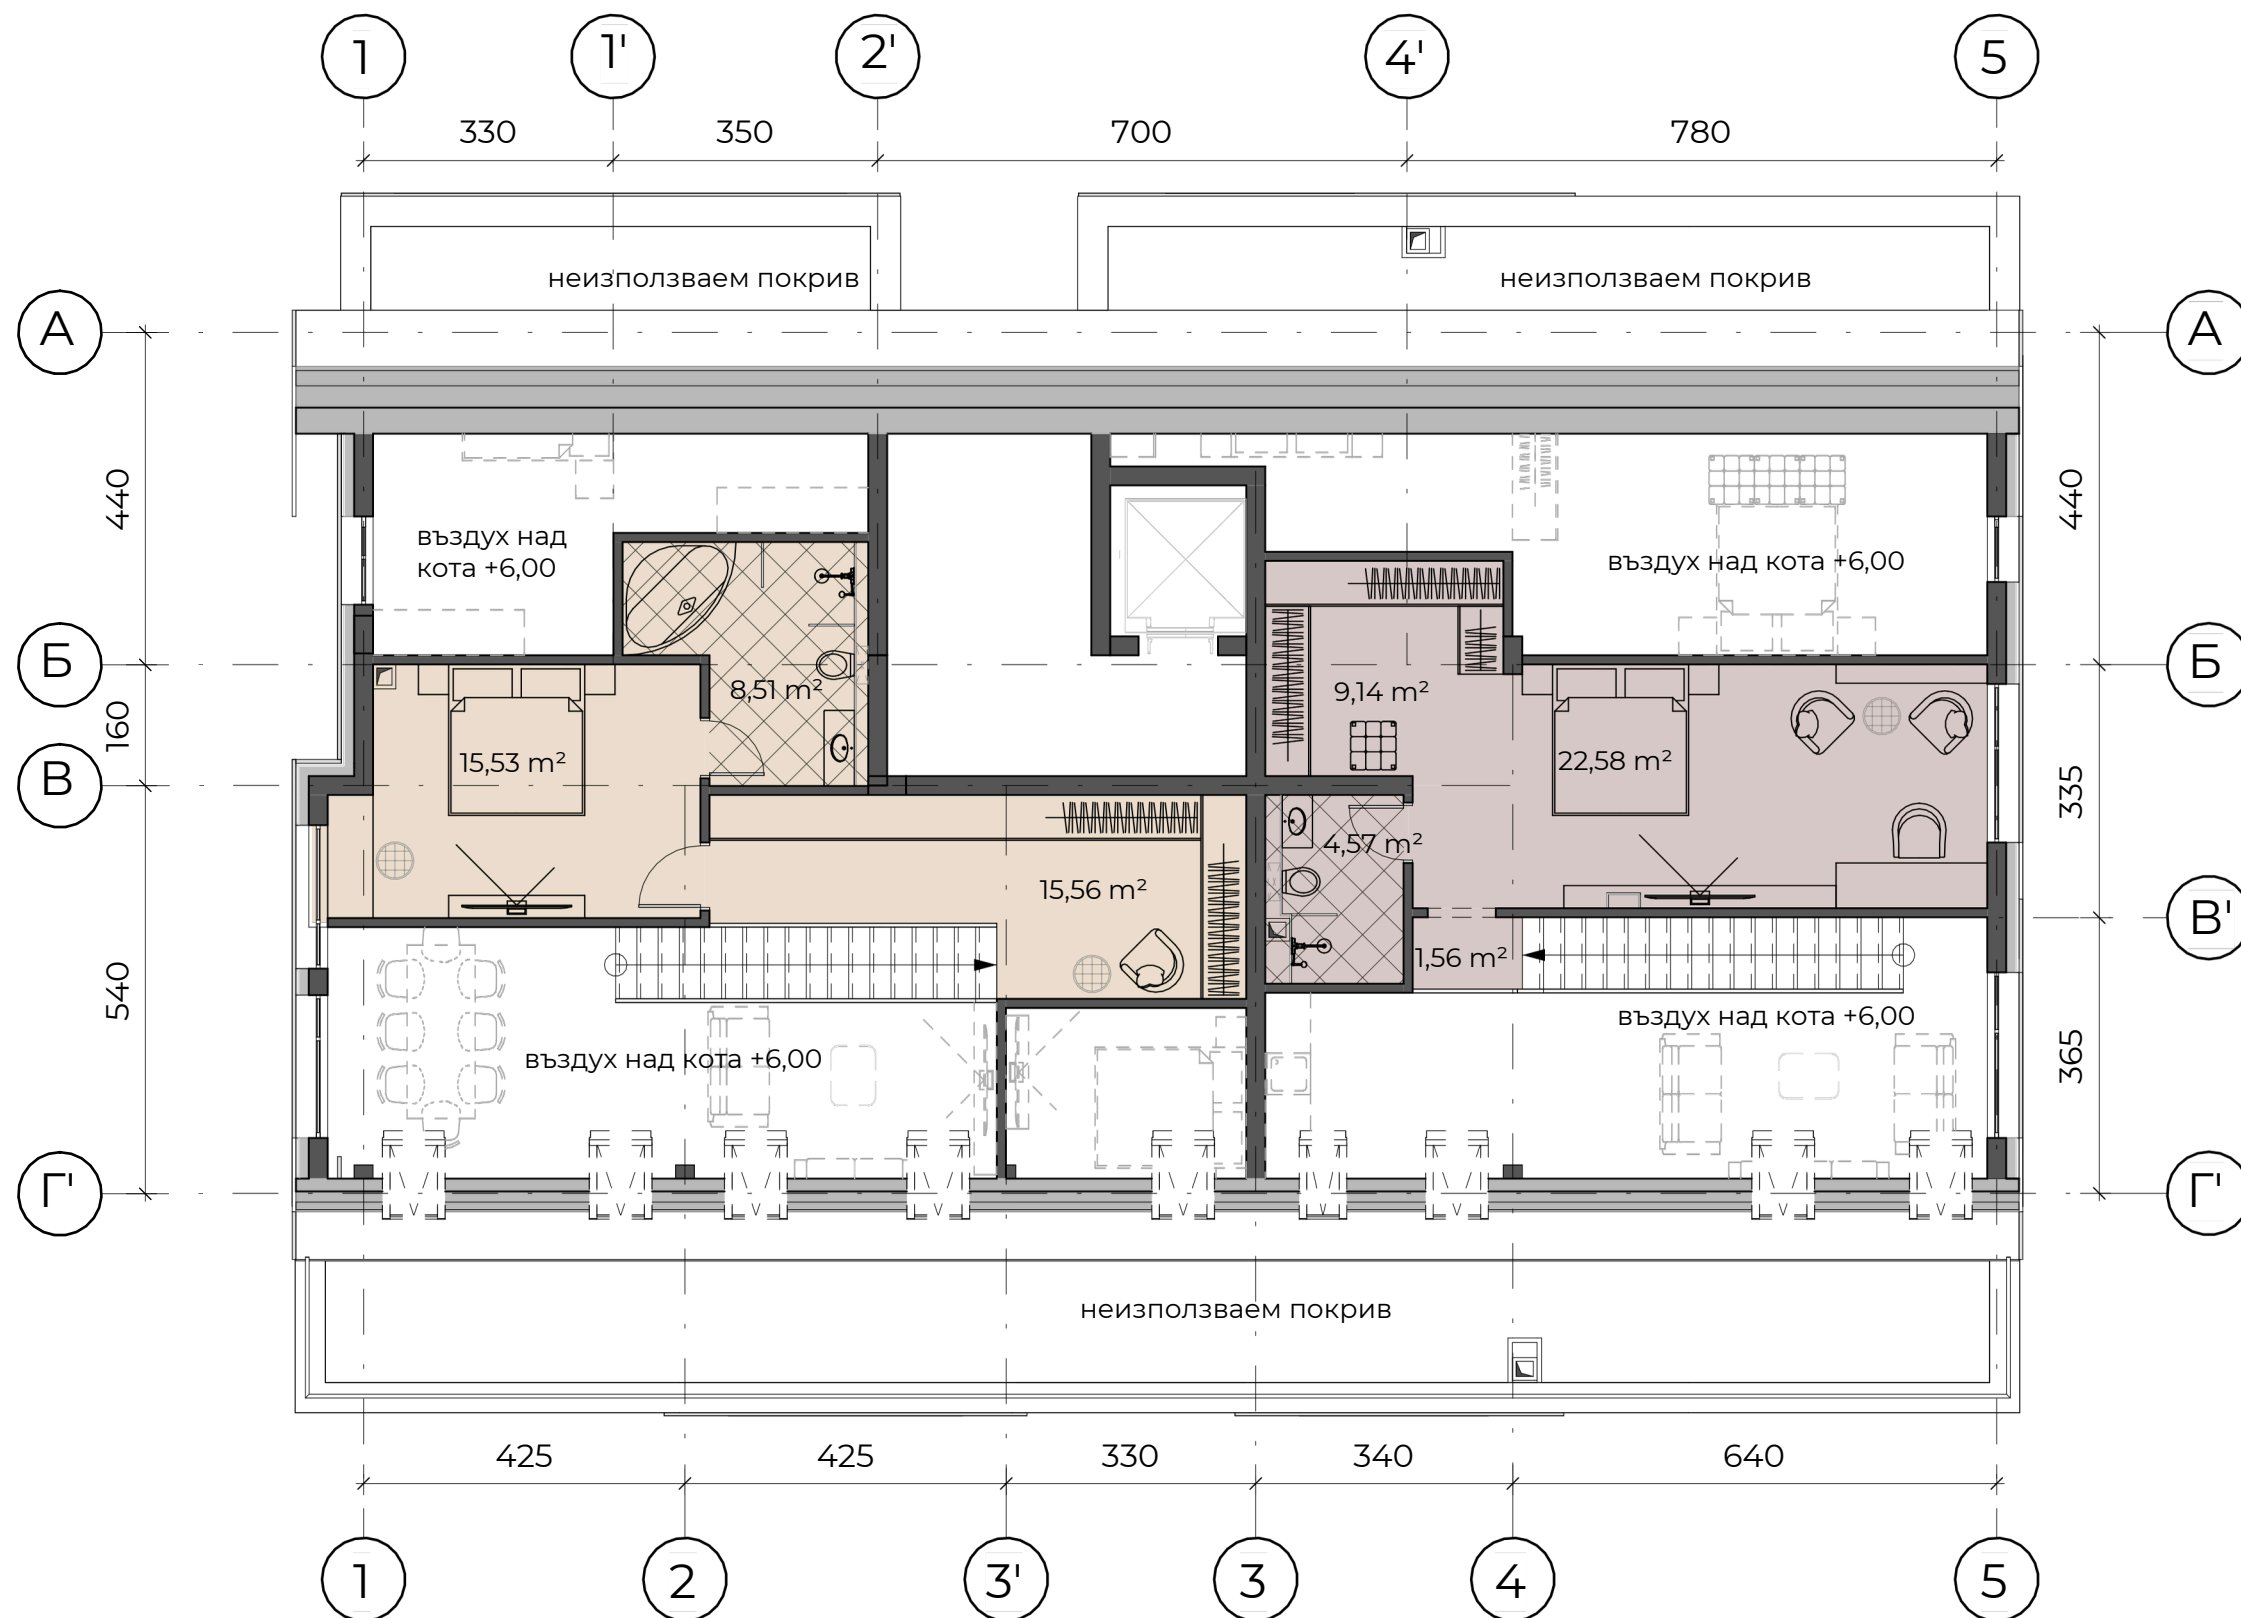 1
1'
2'
4'
5
330
350
700
780
неизползваем покрив
неизползваем покрив
А
А
440
440
въздух над
кота +6,00
въздух над кота +6,00
Б
Б
8,51 m²
9,14 m²
160
15,53 m²
22,58 m²
В
335
4,57 m²
15,56 m²
В'
1,56 m²
540
въздух над кота +6,00
въздух над кота +6,00
365
Г'
Г'
неизползваем покрив
425
425
330
340
640
1
2
3'
3
4
5